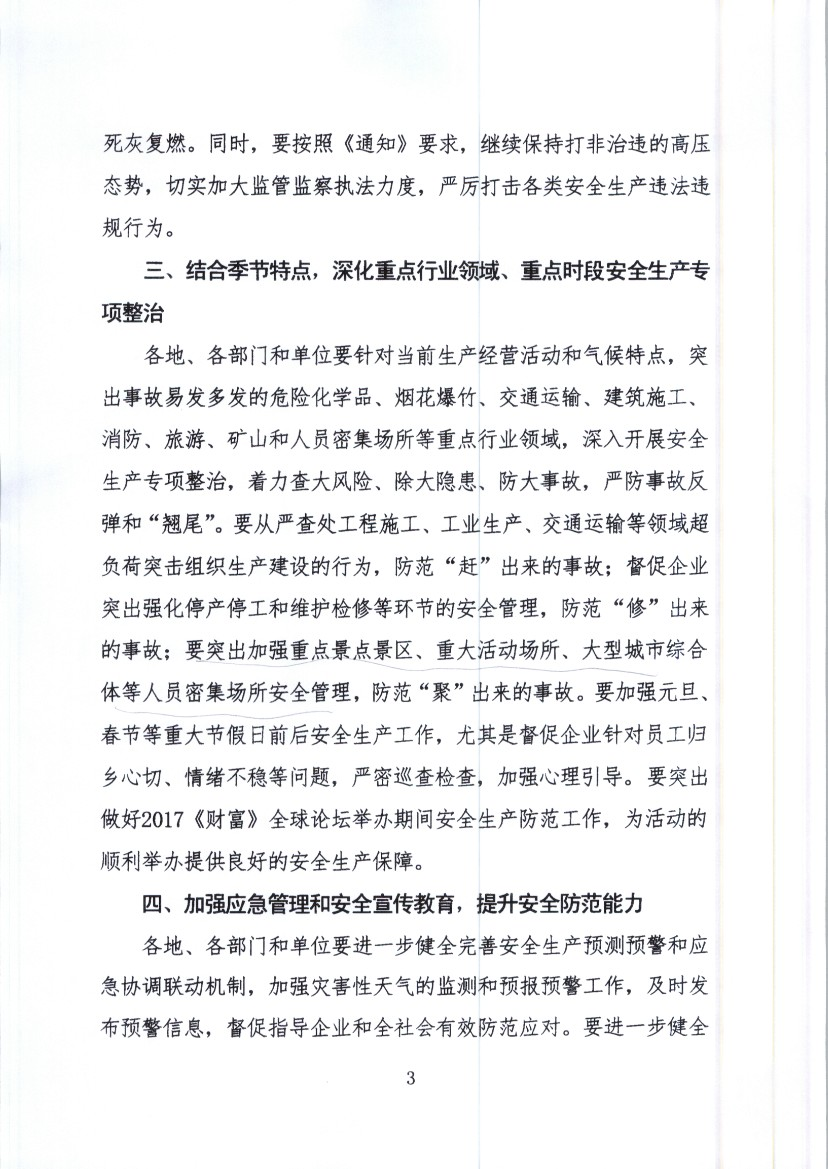 死灰复燃。同时，要按照《通知》要求，继续保持打非治违的高压
态势，切实加大监管监察执法力度，严厉打击各类安全生产违法违
规行为。
三、结合季节特点，深化重点行业领域、重点时段安全生产专
项整治
各地、各部门和单位要针对当前生产经营活动和气候特点，突
出事故易发多发的危险化学品、烟花爆竹、交通运输、建筑施工、
消防、旅游、矿山和人员密集场所等重点行业领域，深入开展安全
生产专项整治，着力查大风险、除大隐患、防大事故，严防事故反
弹和“翘尾”。要从严查处工程施工、工业生产、交通运输等领域超
负荷突击组织生产建设的行为，防范“赶”出来的事故；督促企业
突出强化停产停工和维护检修等环节的安全管理，防范“修”出来
的事故；要突出加强重点景点景区、重大活动场所、大型城市综合
体等人员密集场所安全管理，防范“聚”出来的事故。要加强元旦、
春节等重大节假日前后安全生产工作，尤其是督促企业针对员工归
乡心切、情绪不稳等问题，严密巡查检查，加强心理引导。要突出
做好2017《财富》全球论坛举办期间安全生产防范工作，为活动的
顺利举办提供良好的安全生产保障。
四、加强应急管理和安全宣传教育，提升安全防范能力
各地、各部门和单位要进一步健全完善安全生产预测预警和应
急协调联动机制，加强灾害性天气的监测和预报预警工作，及时发
布预警信息，督促指导企业和全社会有效防范应对。要进一步健全
3